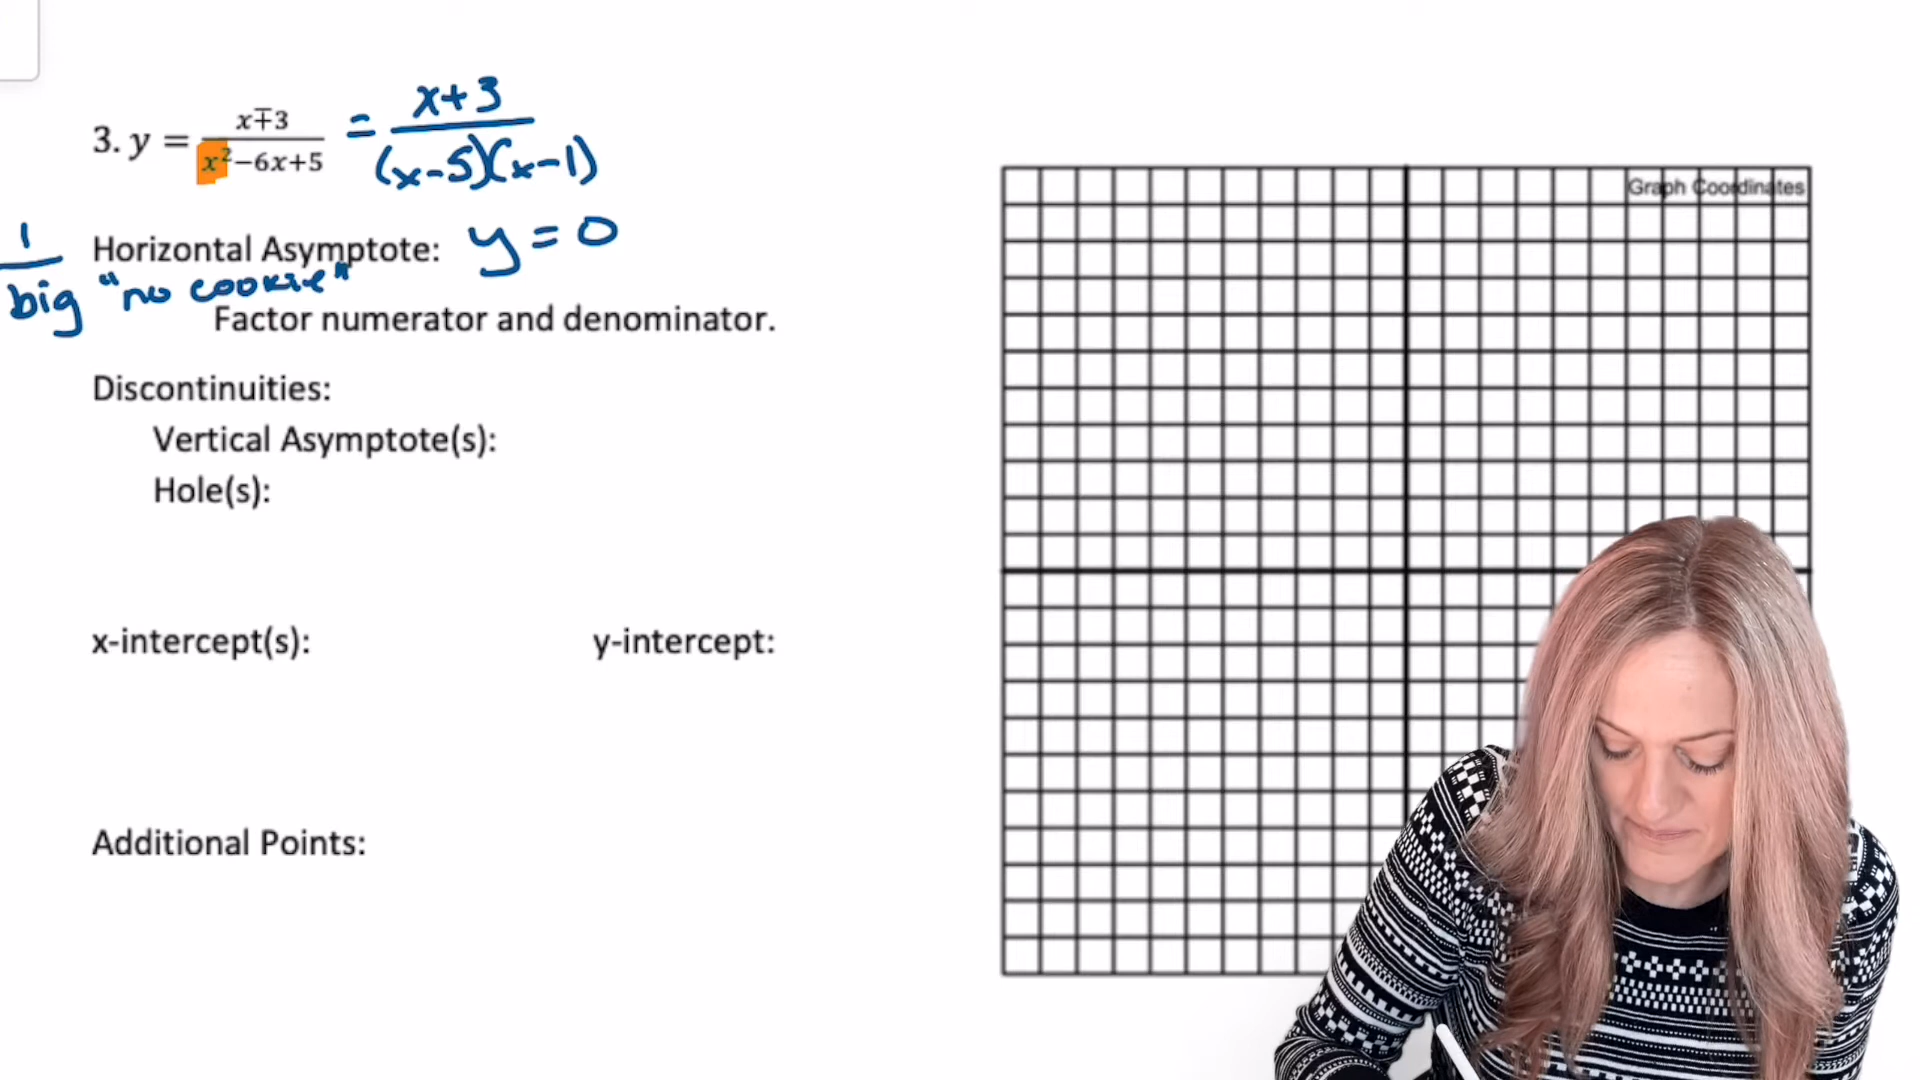 3. y = x∓3 / x²−6x+5 = x+3 / (x-5)(x-1)
Horizontal Asymptote: y = 0
1 / big "no cookie"
Factor numerator and denominator.
Discontinuities:
Vertical Asymptote(s):
Hole(s):
x-intercept(s): y-intercept:
Additional Points:
Graph Coordinates